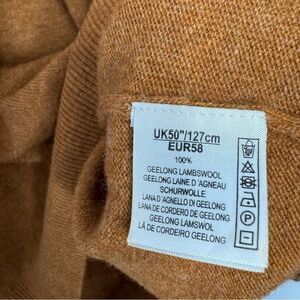 UK50"/127cm
EUR58
100%
GEELONG LAMBSWOOL
GEELONG LAINE D'AGNEAU
SCHURWOLLE
LANA D'AGNELLO DI GEELONG
LANA DE CORDERO DE GEELONG
GEELONG LAMSWOL
LÃ DE CORDEIRO GEELONG
P